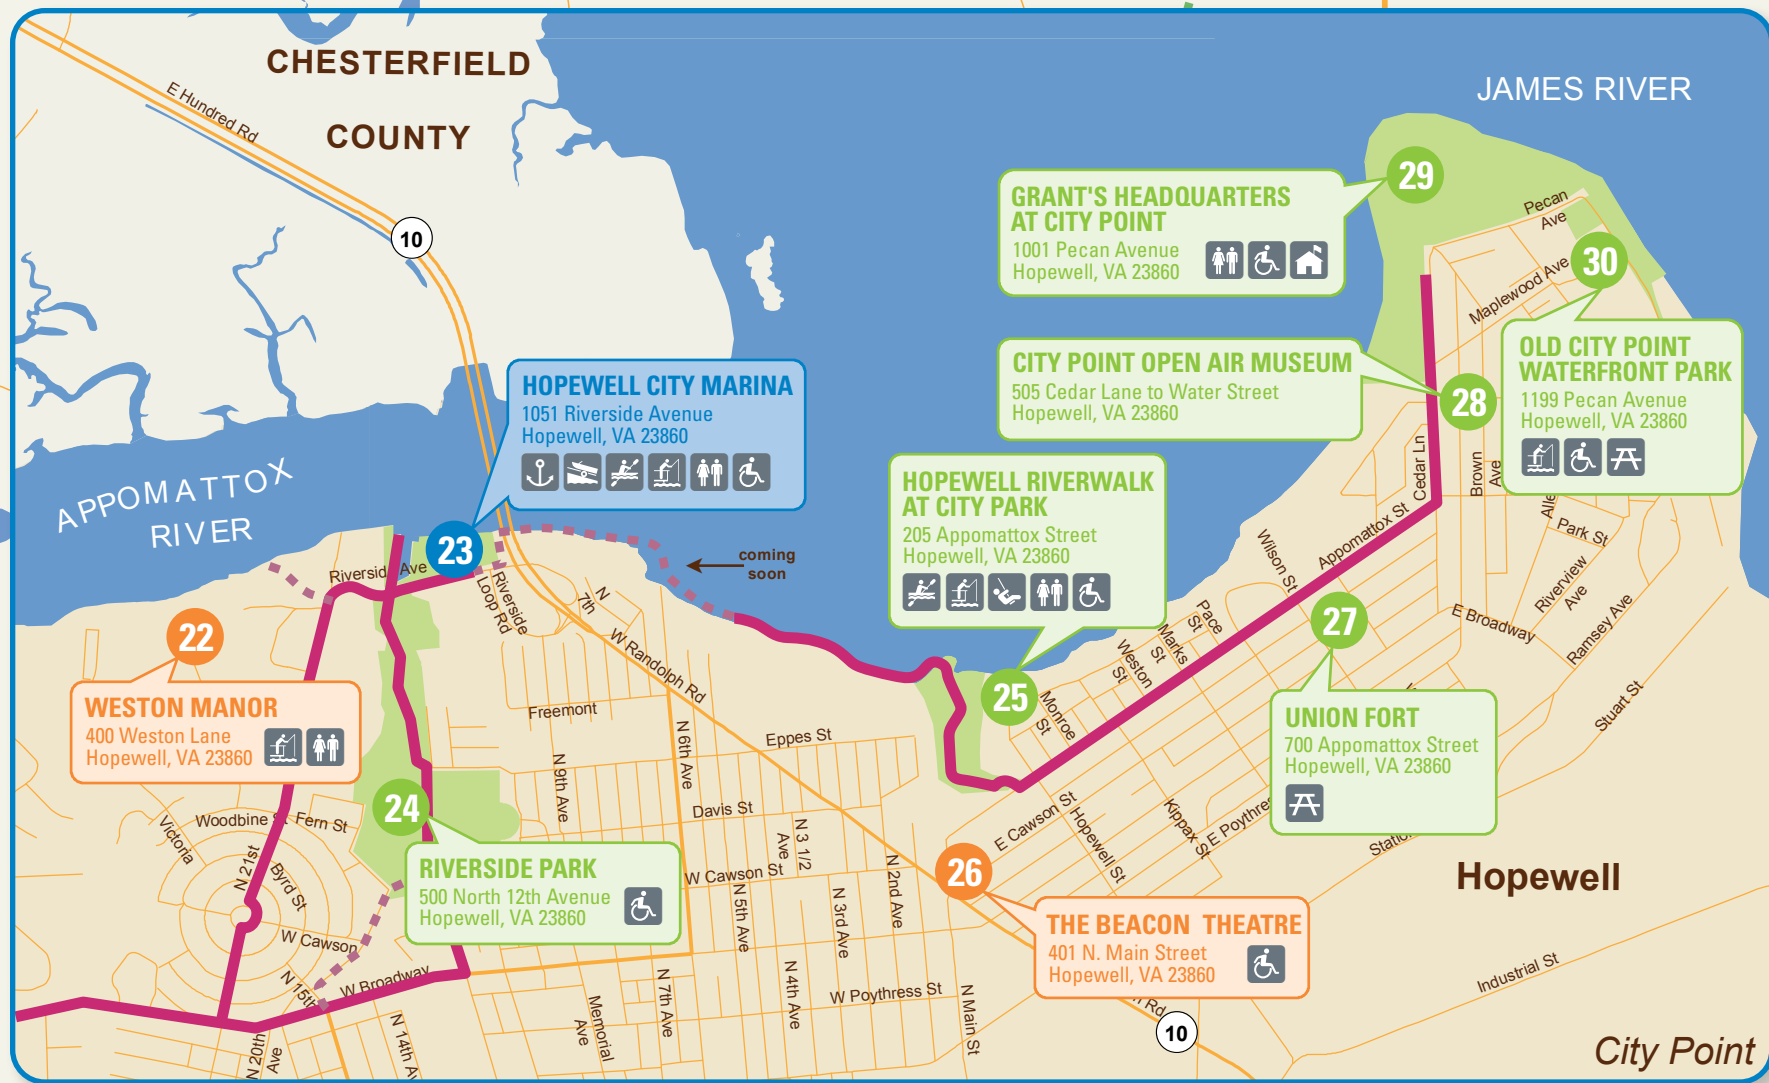 CHESTERFIELD
COUNTY
E Hundred Rd
10
JAMES RIVER
APPOMATTOX
RIVER
29
GRANT'S HEADQUARTERS
AT CITY POINT
1001 Pecan Avenue
Hopewell, VA 23860
Pecan
Ave
30
Maplewood Ave
CITY POINT OPEN AIR MUSEUM
505 Cedar Lane to Water Street
Hopewell, VA 23860
28
OLD CITY POINT
WATERFRONT PARK
1199 Pecan Avenue
Hopewell, VA 23860
HOPEWELL CITY MARINA
1051 Riverside Avenue
Hopewell, VA 23860
23
HOPEWELL RIVERWALK
AT CITY PARK
205 Appomattox Street
Hopewell, VA 23860
25
Cedar Ln
Brown
Ave
Park St
Riverview
Ave
Ramsey Ave
E Broadway
Stuart St
Appomattox St
Wilson St
Pace
St
Marks
St
Weston
St
Monroe
St
27
UNION FORT
700 Appomattox Street
Hopewell, VA 23860
coming
soon
Riverside Ave
Riverside
Loop Rd
N
7th
W Randolph Rd
22
WESTON MANOR
400 Weston Lane
Hopewell, VA 23860
Freemont
N 6th Ave
Eppes St
N 9th Ave
Davis St
24
RIVERSIDE PARK
500 North 12th Avenue
Hopewell, VA 23860
Woodbine St
Fern St
Victoria
N 21st
Byrd St
W Cawson
N 15th
W Broadway
N 20th
Ave
N 14th
Memorial
Ave
N 7th Ave
N 5th Ave
W Cawson St
N 3 1/2
Ave
N 3rd Ave
N 2nd Ave
N 4th Ave
W Poythress St
N Main St
26
THE BEACON THEATRE
401 N. Main Street
Hopewell, VA 23860
E Cawson St
Hopewell St
Kippax St
E Poythress
Rd
10
Hopewell
Industrial St
City Point